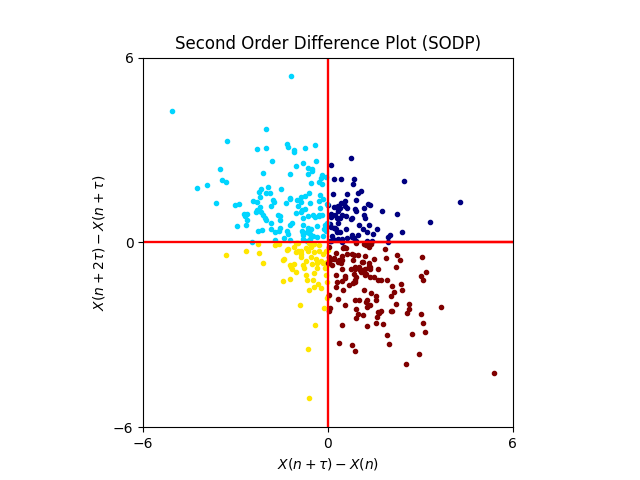 Second Order Difference Plot (SODP)
6
0
−6
X(n + 2τ) − X(n + τ)
−6
0
6
X(n + τ) − X(n)